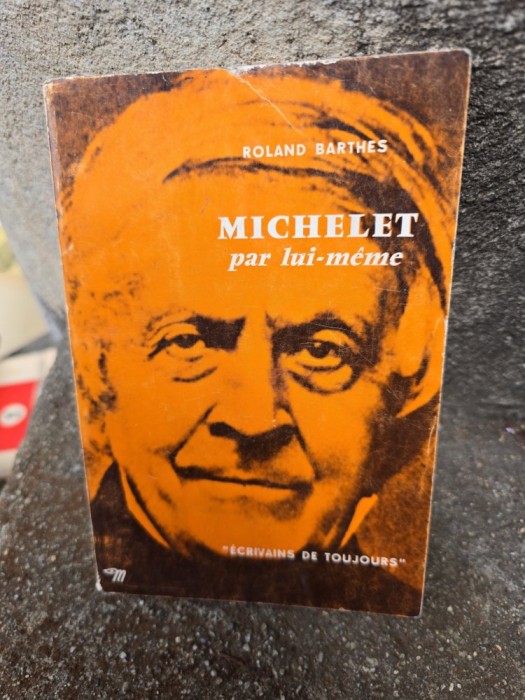 ROLAND BARTHES
MICHELET
par lui-même
"ÉCRIVAINS DE TOUJOURS"
m